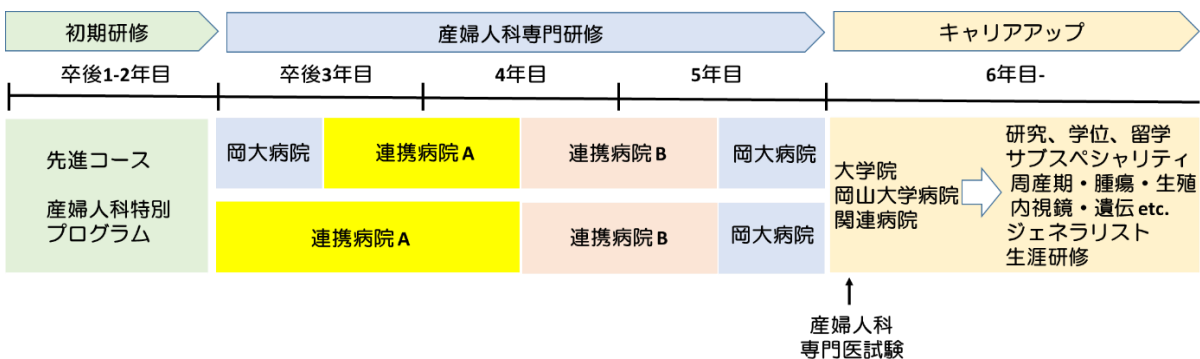 初期研修
産婦人科専門研修
キャリアアップ
卒後1-2年目
卒後3年目
4年目
5年目
6年目-
先進コース
産婦人科特別
プログラム
岡大病院
連携病院 A
連携病院 B
岡大病院
連携病院 A
連携病院 B
岡大病院
大学院
岡山大学病院
関連病院
研究、学位、留学
サブスペシャリティ
周産期・腫瘍・生殖
内視鏡・遺伝 etc.
ジェネラリスト
生涯研修
産婦人科
専門医試験